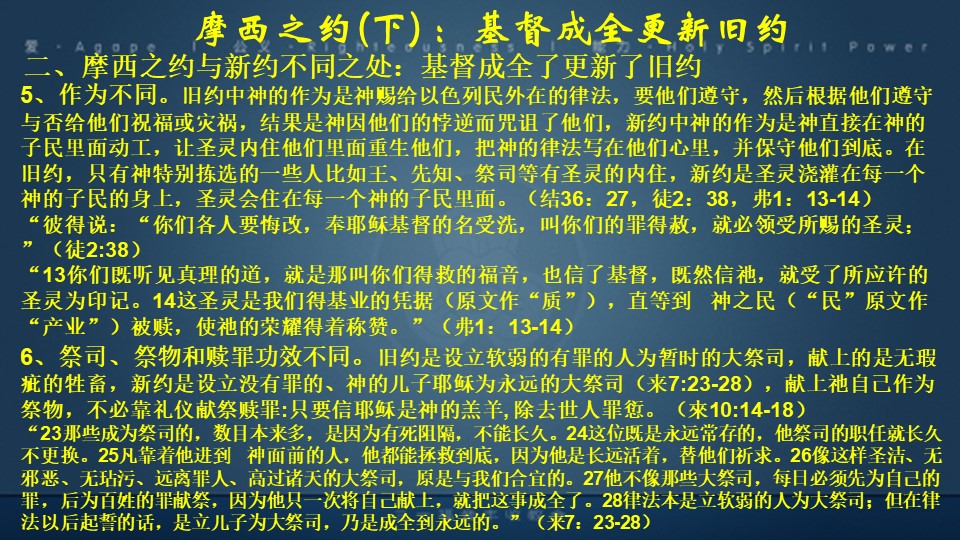 摩西之约(下)：基督成全更新旧约
爱 · Agape | 公义 · Righteousness | 能力 · Holy Spirit Power
二、摩西之约与新约不同之处：基督成全了更新了旧约
5、作为不同。旧约中神的作为是神赐给以色列民外在的律法，要他们遵守，然后根据他们遵守
与否给他们祝福或灾祸，结果是神因他们的悖逆而咒诅了他们，新约中神的作为是神直接在神的
子民里面动工，让圣灵内住他们里面重生他们，把神的律法写在他们心里，并保守他们到底。在
旧约，只有神特别拣选的一些人比如王、先知、祭司等有圣灵的内住，新约是圣灵浇灌在每一个
神的子民的身上，圣灵会住在每一个神的子民里面。（结36：27，徒2：38，弗1：13-14）
“彼得说：“你们各人要悔改，奉耶稣基督的名受洗，叫你们的罪得赦，就必领受所赐的圣灵；
”（徒2:38）
“13你们既听见真理的道，就是那叫你们得救的福音，也信了基督，既然信祂，就受了所应许的
圣灵为印记。14这圣灵是我们得基业的凭据（原文作“质”），直等到 神之民（“民”原文作
“产业”）被赎，使祂的荣耀得着称赞。”（弗1：13-14）
6、祭司、祭物和赎罪功效不同。旧约是设立软弱的有罪的人为暂时的大祭司，献上的是无瑕
疵的牲畜，新约是设立没有罪的、神的儿子耶稣为永远的大祭司（来7:23-28），献上祂自己作为
祭物，不必靠礼仪献祭赎罪:只要信耶稣是神的羔羊,除去世人罪愆。（來10:14-18）
“23那些成为祭司的，数目本来多，是因为有死阻隔，不能长久。24这位既是永远常存的，他祭司的职任就长久
不更换。25凡靠着他进到 神面前的人，他都能拯救到底，因为他是长远活着，替他们祈求。26像这样圣洁、无
邪恶、无玷污、远离罪人、高过诸天的大祭司，原是与我们合宜的。27他不像那些大祭司，每日必须先为自己的
罪，后为百姓的罪献祭，因为他只一次将自己献上，就把这事成全了。28律法本是立软弱的人为大祭司；但在律
法以后起誓的话，是立儿子为大祭司，乃是成全到永远的。”（来7：23-28）